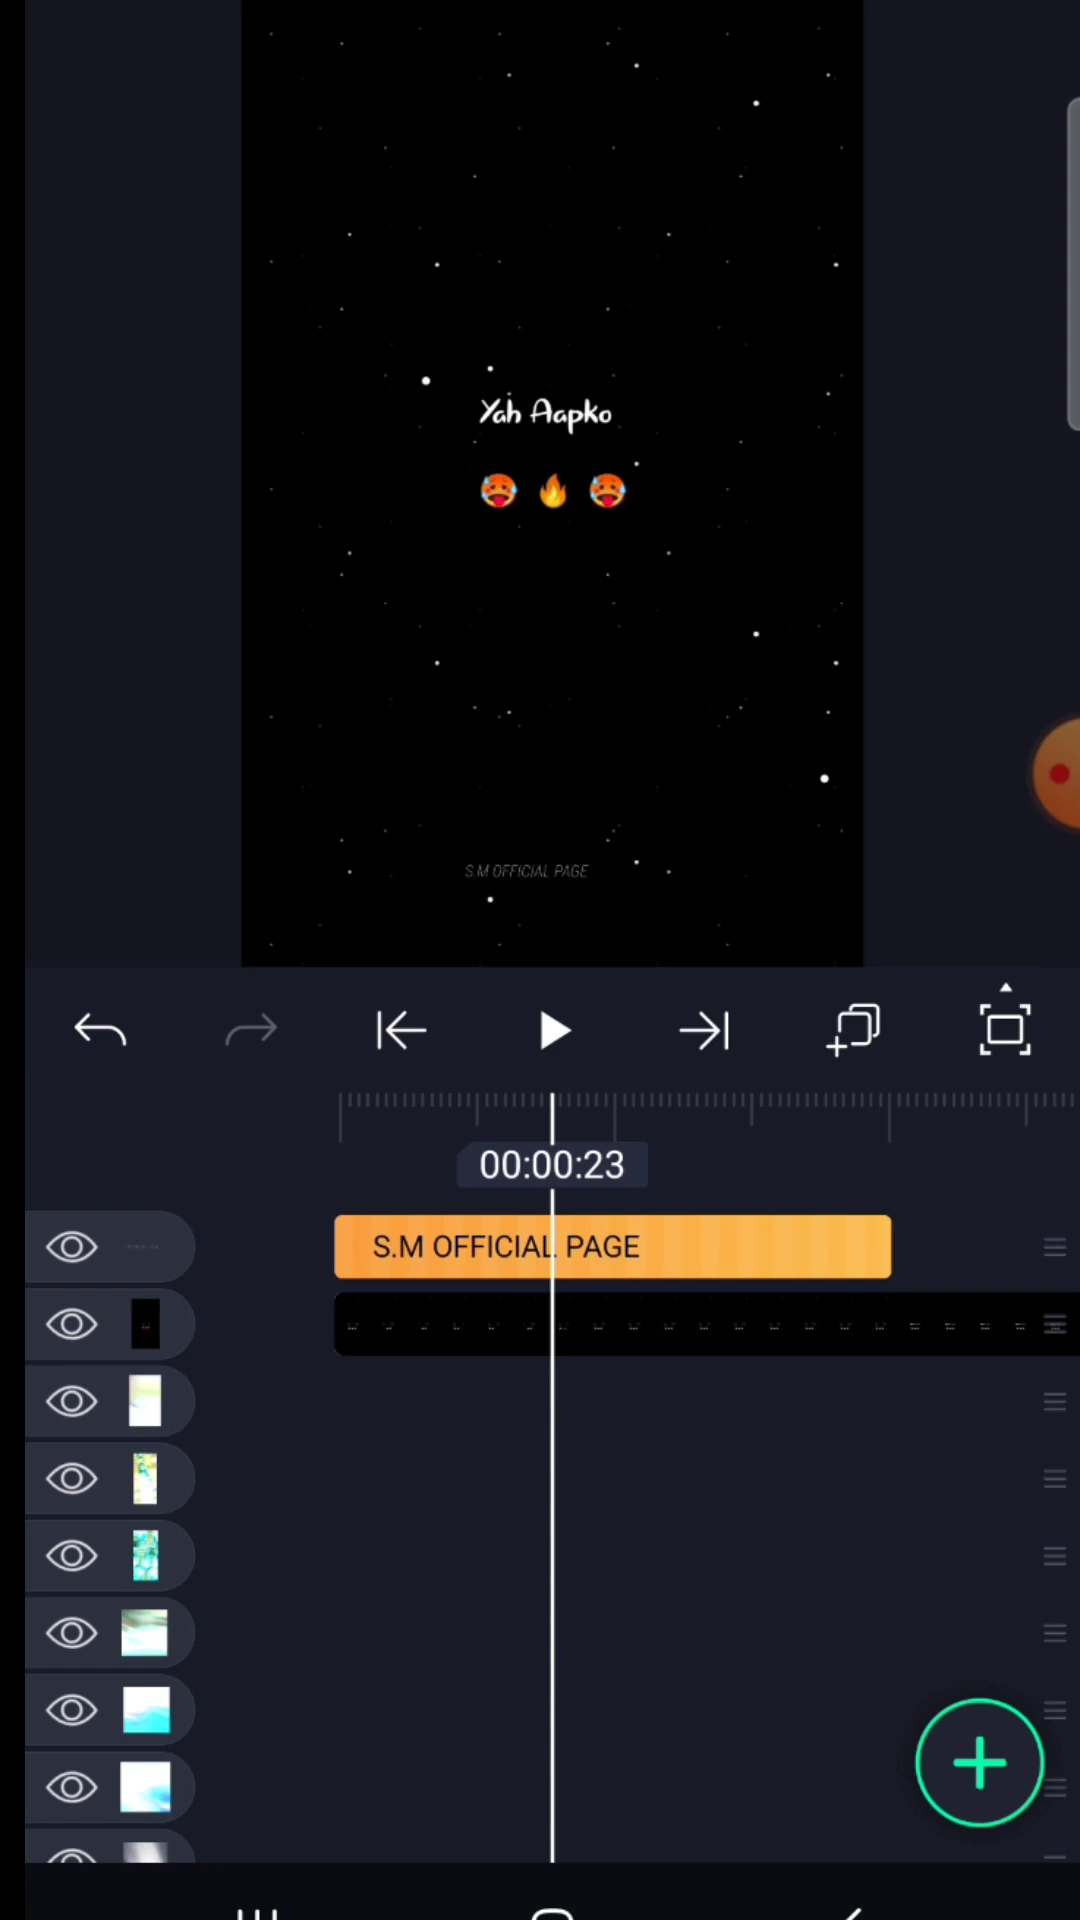 Yah Aapko
🥵 🔥 🥵
S.M OFFICIAL PAGE
00:00:23
S.M OFFICIAL PAGE